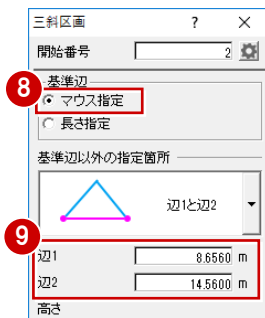 三斜区画 ? ×
開始番号 2
8
基準辺
マウス指定
長さ指定
基準辺以外の指定箇所
辺1と辺2
9
辺1 8.6560 m
辺2 14.5600 m
高さ